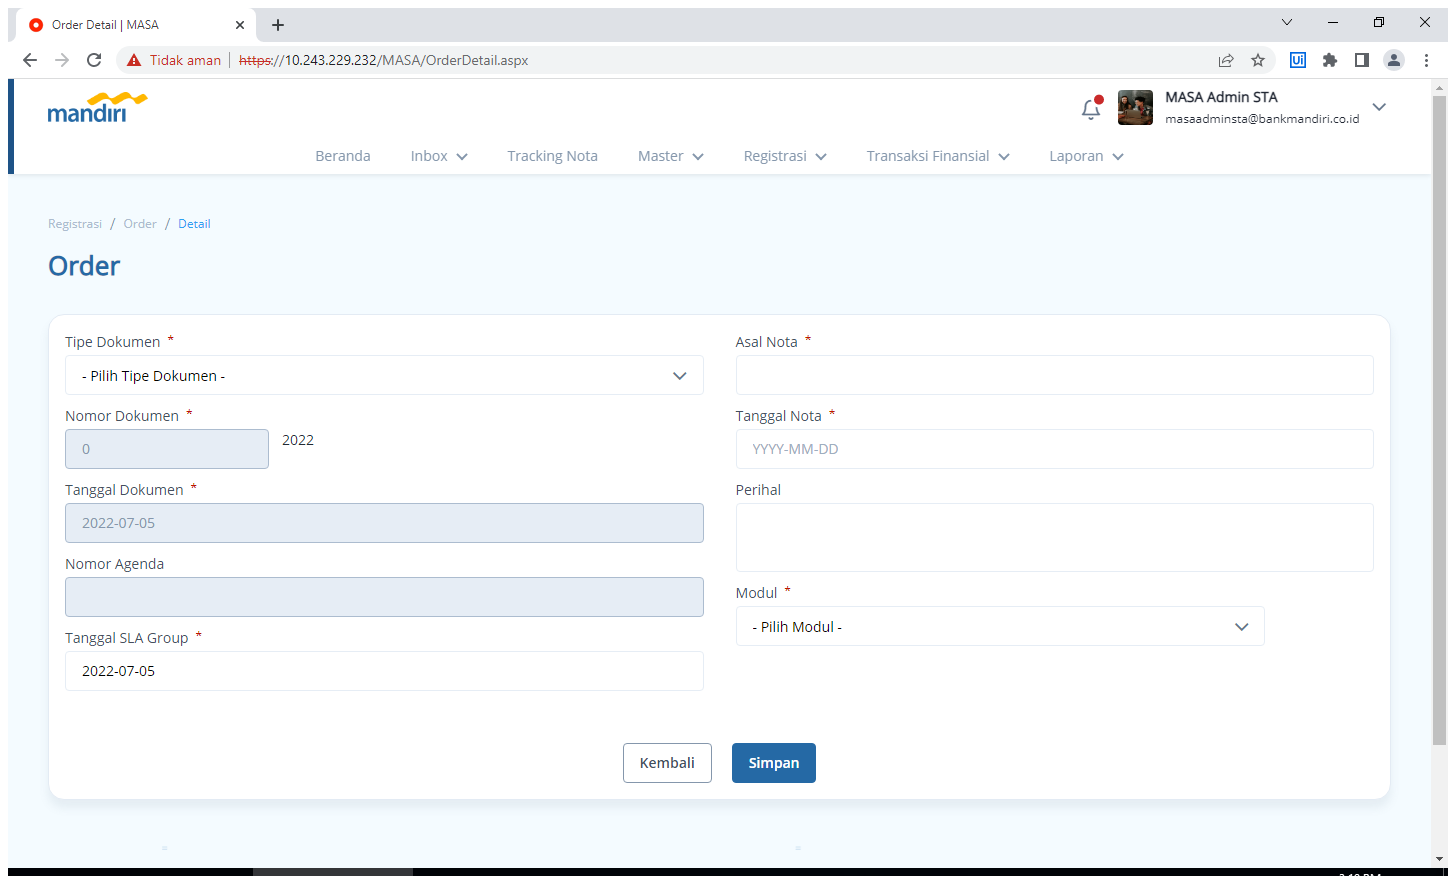 Order Detail | MASA
Tidak aman
https://10.243.229.232/MASA/OrderDetail.aspx
Ui
mandiri
MASA Admin STA
masaadminsta@bankmandiri.co.id
Beranda Inbox Tracking Nota Master Registrasi Transaksi Finansial Laporan
Registrasi / Order / Detail
Order
Tipe Dokumen *
- Pilih Tipe Dokumen -
Nomor Dokumen *
0 2022
Tanggal Dokumen *
2022-07-05
Nomor Agenda
Tanggal SLA Group *
2022-07-05
Asal Nota *
Tanggal Nota *
YYYY-MM-DD
Perihal
Modul *
- Pilih Modul -
Kembali Simpan